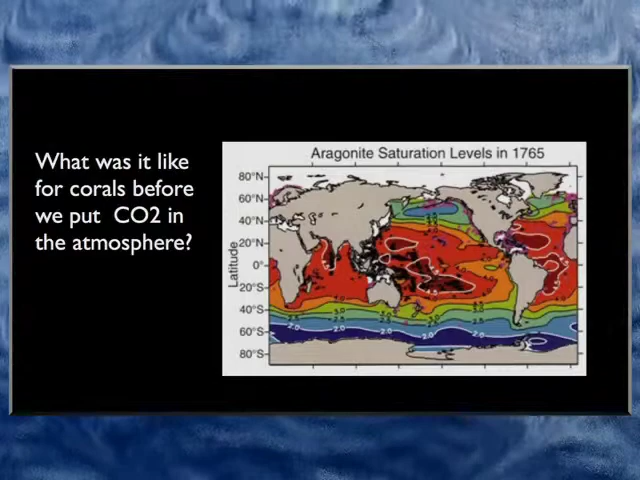 What was it like
for corals before
we put CO2 in
the atmosphere?
Aragonite Saturation Levels in 1765
Latitude
80°N
60°N
40°N
20°N
0°
20°S
40°S
60°S
80°S